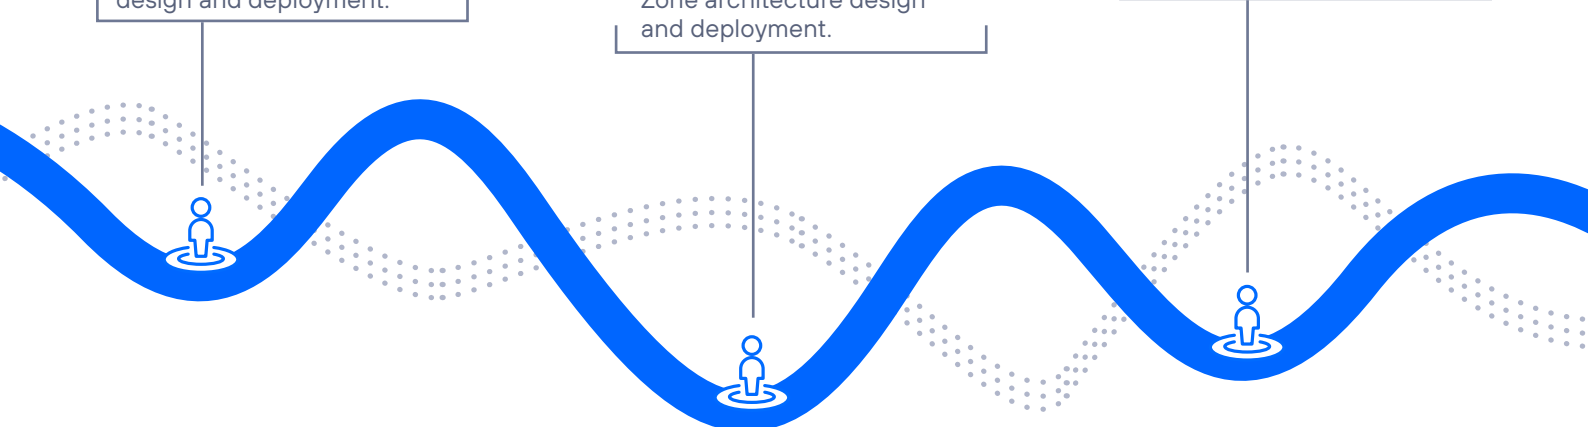 design and deployment.
Zone architecture design
and deployment.